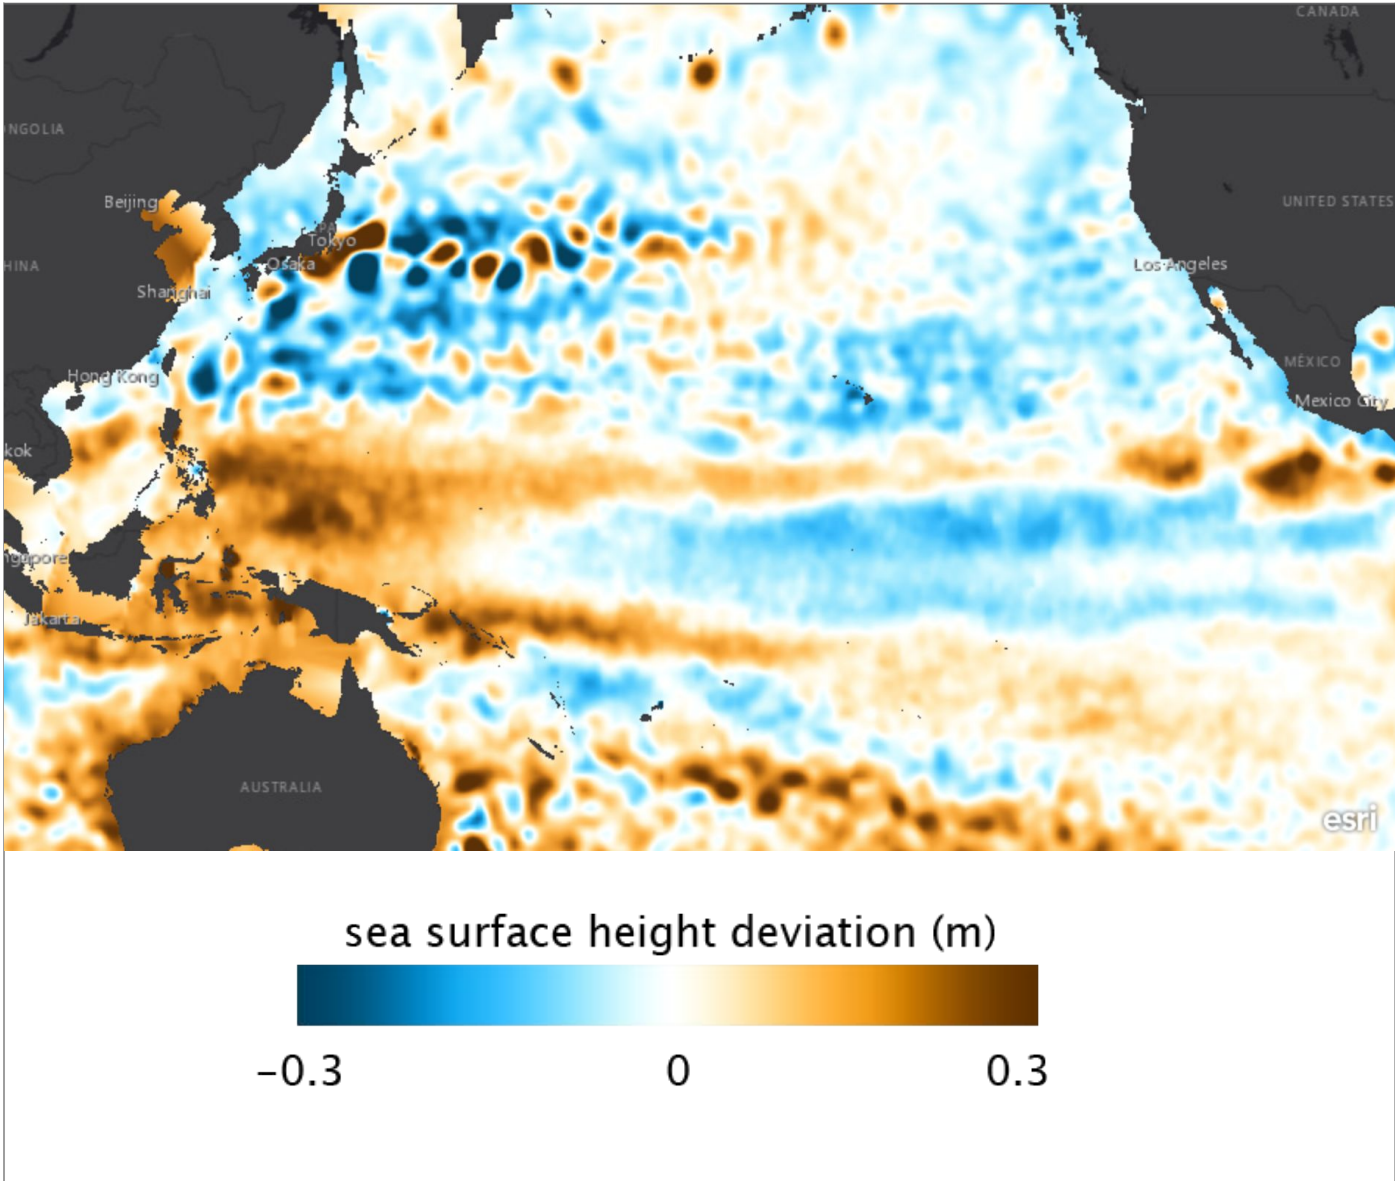 CANADA
NGOLIA
Beijing
UNITED STATES
PA
Tokyo
HINA
Osaka
Los Angeles
Shanghai
MÉXICO
Hong Kong
Mexico City
kok
ngapore
Jakarta
AUSTRALIA
esri
sea surface height deviation (m)
−0.3 0 0.3